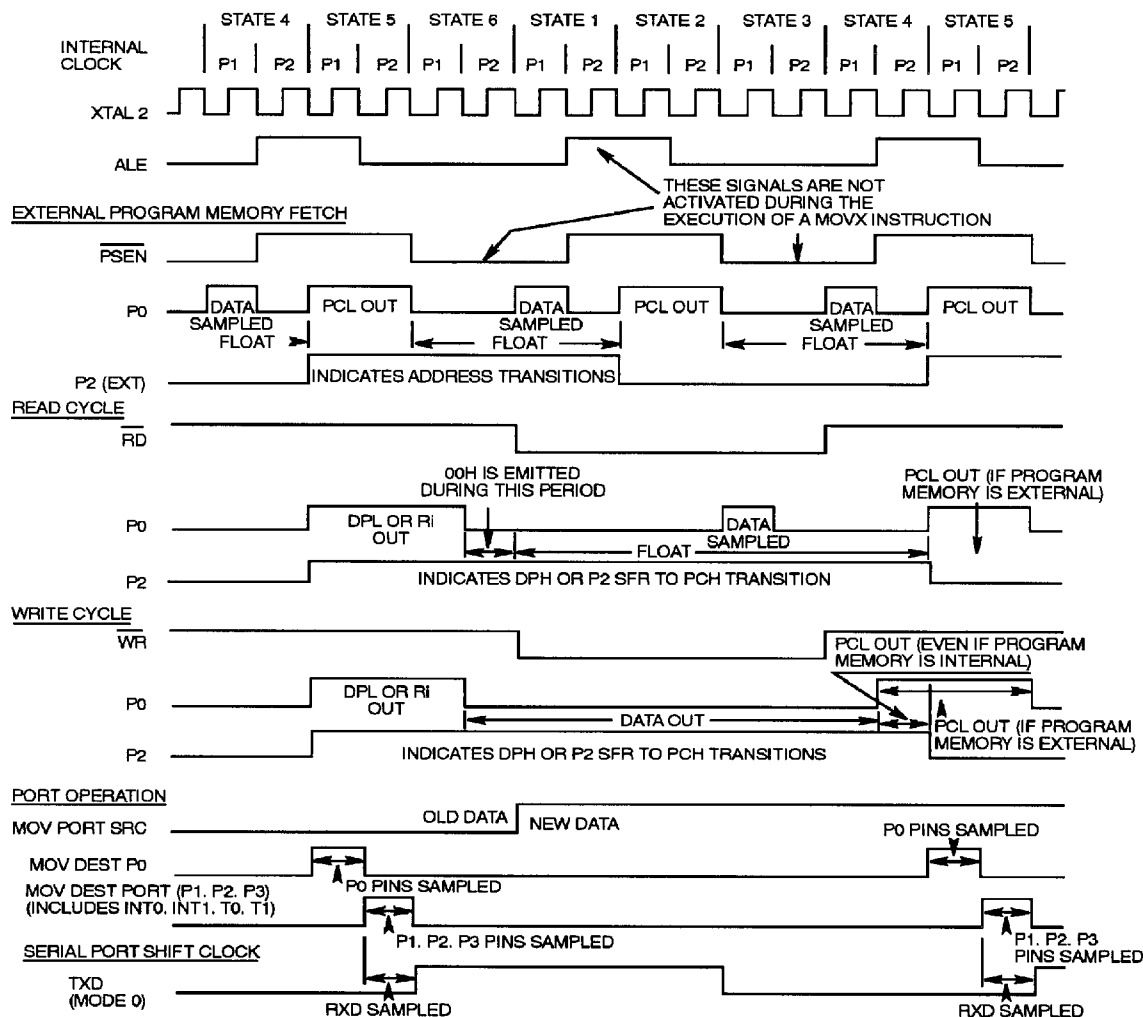 STATE 4 STATE 5 STATE 6 STATE 1 STATE 2 STATE 3 STATE 4 STATE 5
INTERNAL
CLOCK
P1 P2 P1 P2 P1 P2 P1 P2 P1 P2 P1 P2 P1 P2 P1 P2
XTAL 2
ALE
THESE SIGNALS ARE NOT
ACTIVATED DURING THE
EXECUTION OF A MOVX INSTRUCTION
EXTERNAL PROGRAM MEMORY FETCH
PSEN
P0
DATA PCL OUT DATA PCL OUT DATA PCL OUT
SAMPLED SAMPLED SAMPLED
FLOAT FLOAT FLOAT
P2 (EXT)
INDICATES ADDRESS TRANSITIONS
READ CYCLE
RD
00H IS EMITTED
DURING THIS PERIOD
PCL OUT (IF PROGRAM
MEMORY IS EXTERNAL)
P0
DPL OR Ri
OUT
DATA
SAMPLED
FLOAT
P2
INDICATES DPH OR P2 SFR TO PCH TRANSITION
WRITE CYCLE
WR
PCL OUT (EVEN IF PROGRAM
MEMORY IS INTERNAL)
P0
DPL OR Ri
OUT
DATA OUT
PCL OUT (IF PROGRAM
MEMORY IS EXTERNAL)
P2
INDICATES DPH OR P2 SFR TO PCH TRANSITIONS
PORT OPERATION
MOV PORT SRC
OLD DATA NEW DATA
MOV DEST P0
P0 PINS SAMPLED
P0 PINS SAMPLED
MOV DEST PORT (P1. P2. P3)
(INCLUDES INT0. INT1. T0. T1)
P1. P2. P3 PINS SAMPLED
P1. P2. P3
PINS SAMPLED
SERIAL PORT SHIFT CLOCK
TXD
(MODE 0)
RXD SAMPLED RXD SAMPLED